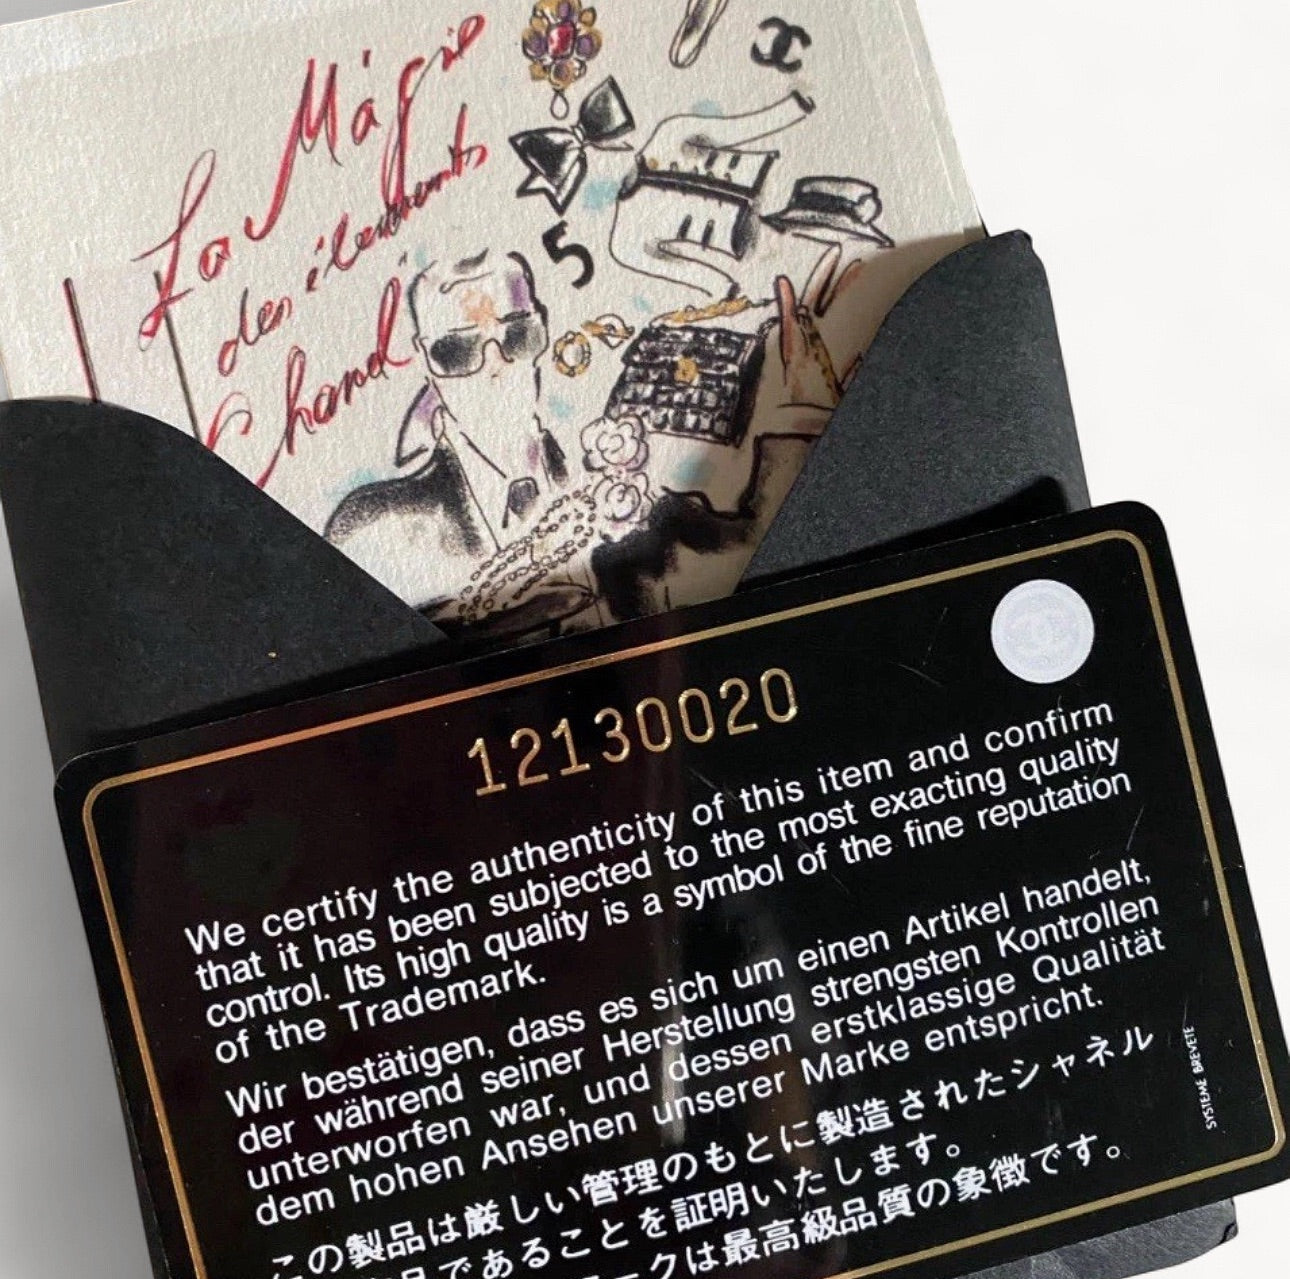 La Magie
des éléments
Chanel
5
12130020
We certify the authenticity of this item and confirm
that it has been subjected to the most exacting quality
control. Its high quality is a symbol of the fine reputation
of the Trademark.
Wir bestätigen, dass es sich um einen Artikel handelt,
der während seiner Herstellung strengsten Kontrollen
unterworfen war, und dessen erstklassige Qualität
dem hohen Ansehen unserer Marke entspricht.
この製品は厳しい管理のもとに製造されたシャネル
品であることを証明いたします。
ークは最高級品質の象徴です。
SYSTEME BREVETE